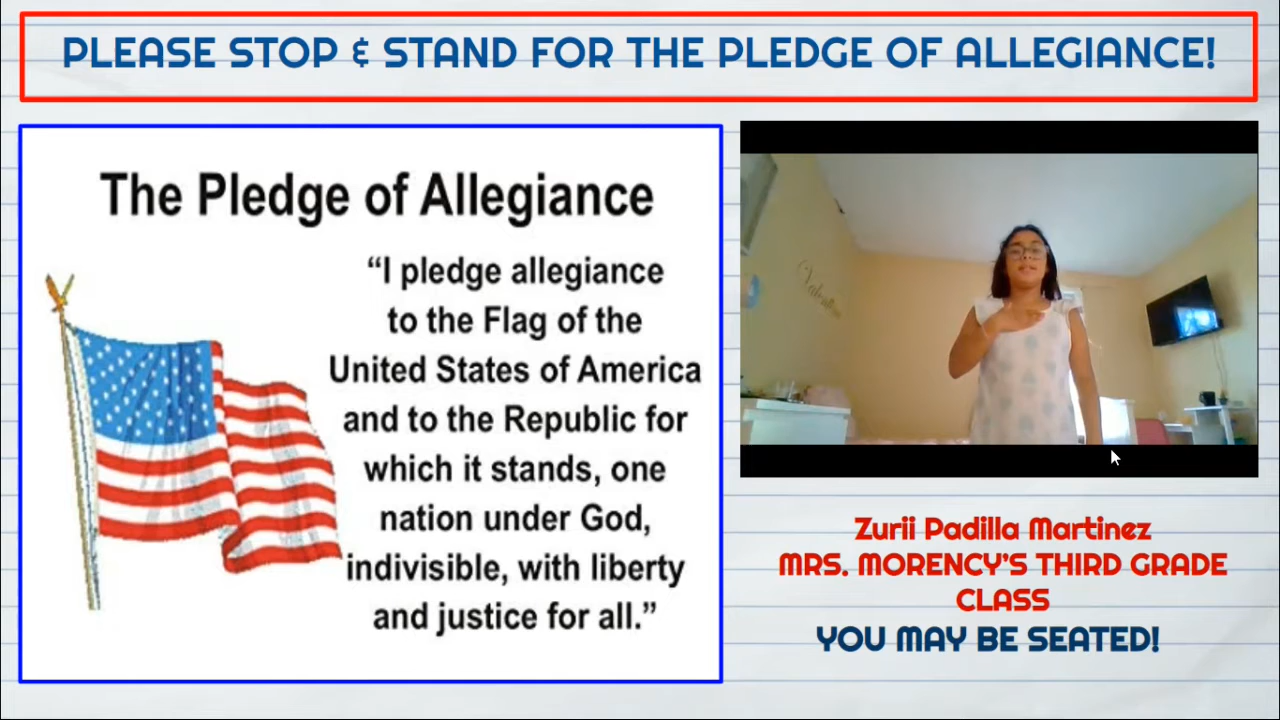 PLEASE STOP & STAND FOR THE PLEDGE OF ALLEGIANCE!
The Pledge of Allegiance
“I pledge allegiance
to the Flag of the
United States of America
and to the Republic for
which it stands, one
nation under God,
indivisible, with liberty
and justice for all.”
Zurii Padilla Martinez
MRS. MORENCY'S THIRD GRADE
CLASS
YOU MAY BE SEATED!